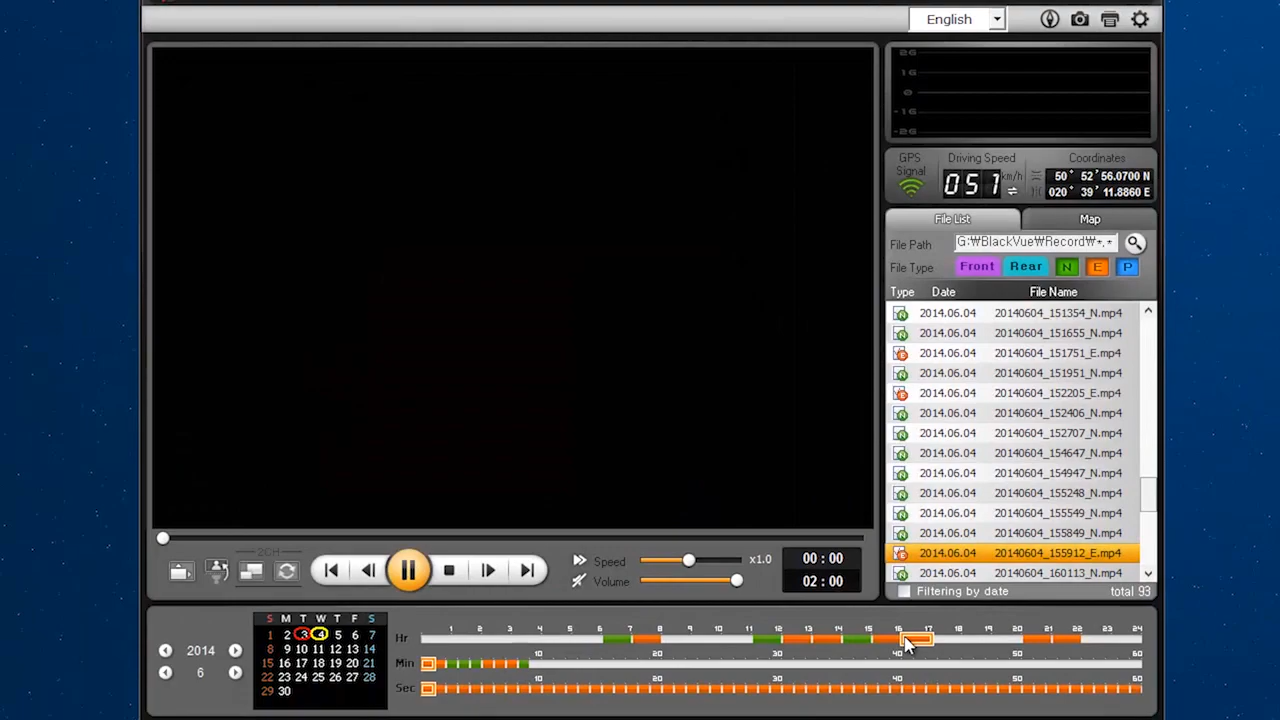 English
2G
1G
0
-1G
-2G
GPS Signal
Driving Speed
Coordinates
051 km/h
50° 52' 56.0700 N
020° 39' 11.8860 E
File List
Map
File Path
G:₩BlackVue₩Record₩*.*
File Type
Front
Rear
N
E
P
Type Date File Name
2014.06.04 20140604_151354_N.mp4
2014.06.04 20140604_151655_N.mp4
2014.06.04 20140604_151751_E.mp4
2014.06.04 20140604_151951_N.mp4
2014.06.04 20140604_152205_E.mp4
2014.06.04 20140604_152406_N.mp4
2014.06.04 20140604_152707_N.mp4
2014.06.04 20140604_154647_N.mp4
2014.06.04 20140604_154947_N.mp4
2014.06.04 20140604_155248_N.mp4
2014.06.04 20140604_155549_N.mp4
2014.06.04 20140604_155849_N.mp4
2014.06.04 20140604_155912_E.mp4
2014.06.04 20140604_160113_N.mp4
Filtering by date
total 93
2CH
Speed
x1.0
Volume
00 : 00
02 : 00
2014
6
S M T W T F S
1 2 3 4 5 6 7
8 9 10 11 12 13 14
15 16 17 18 19 20 21
22 23 24 25 26 27 28
29 30
1 2 3 4 5 6 7 8 9 10 11 12 13 14 15 16 17 18 19 20 21 22 23 24
Hr
10 20 30 40 50 60
Min
10 20 30 40 50 60
Sec